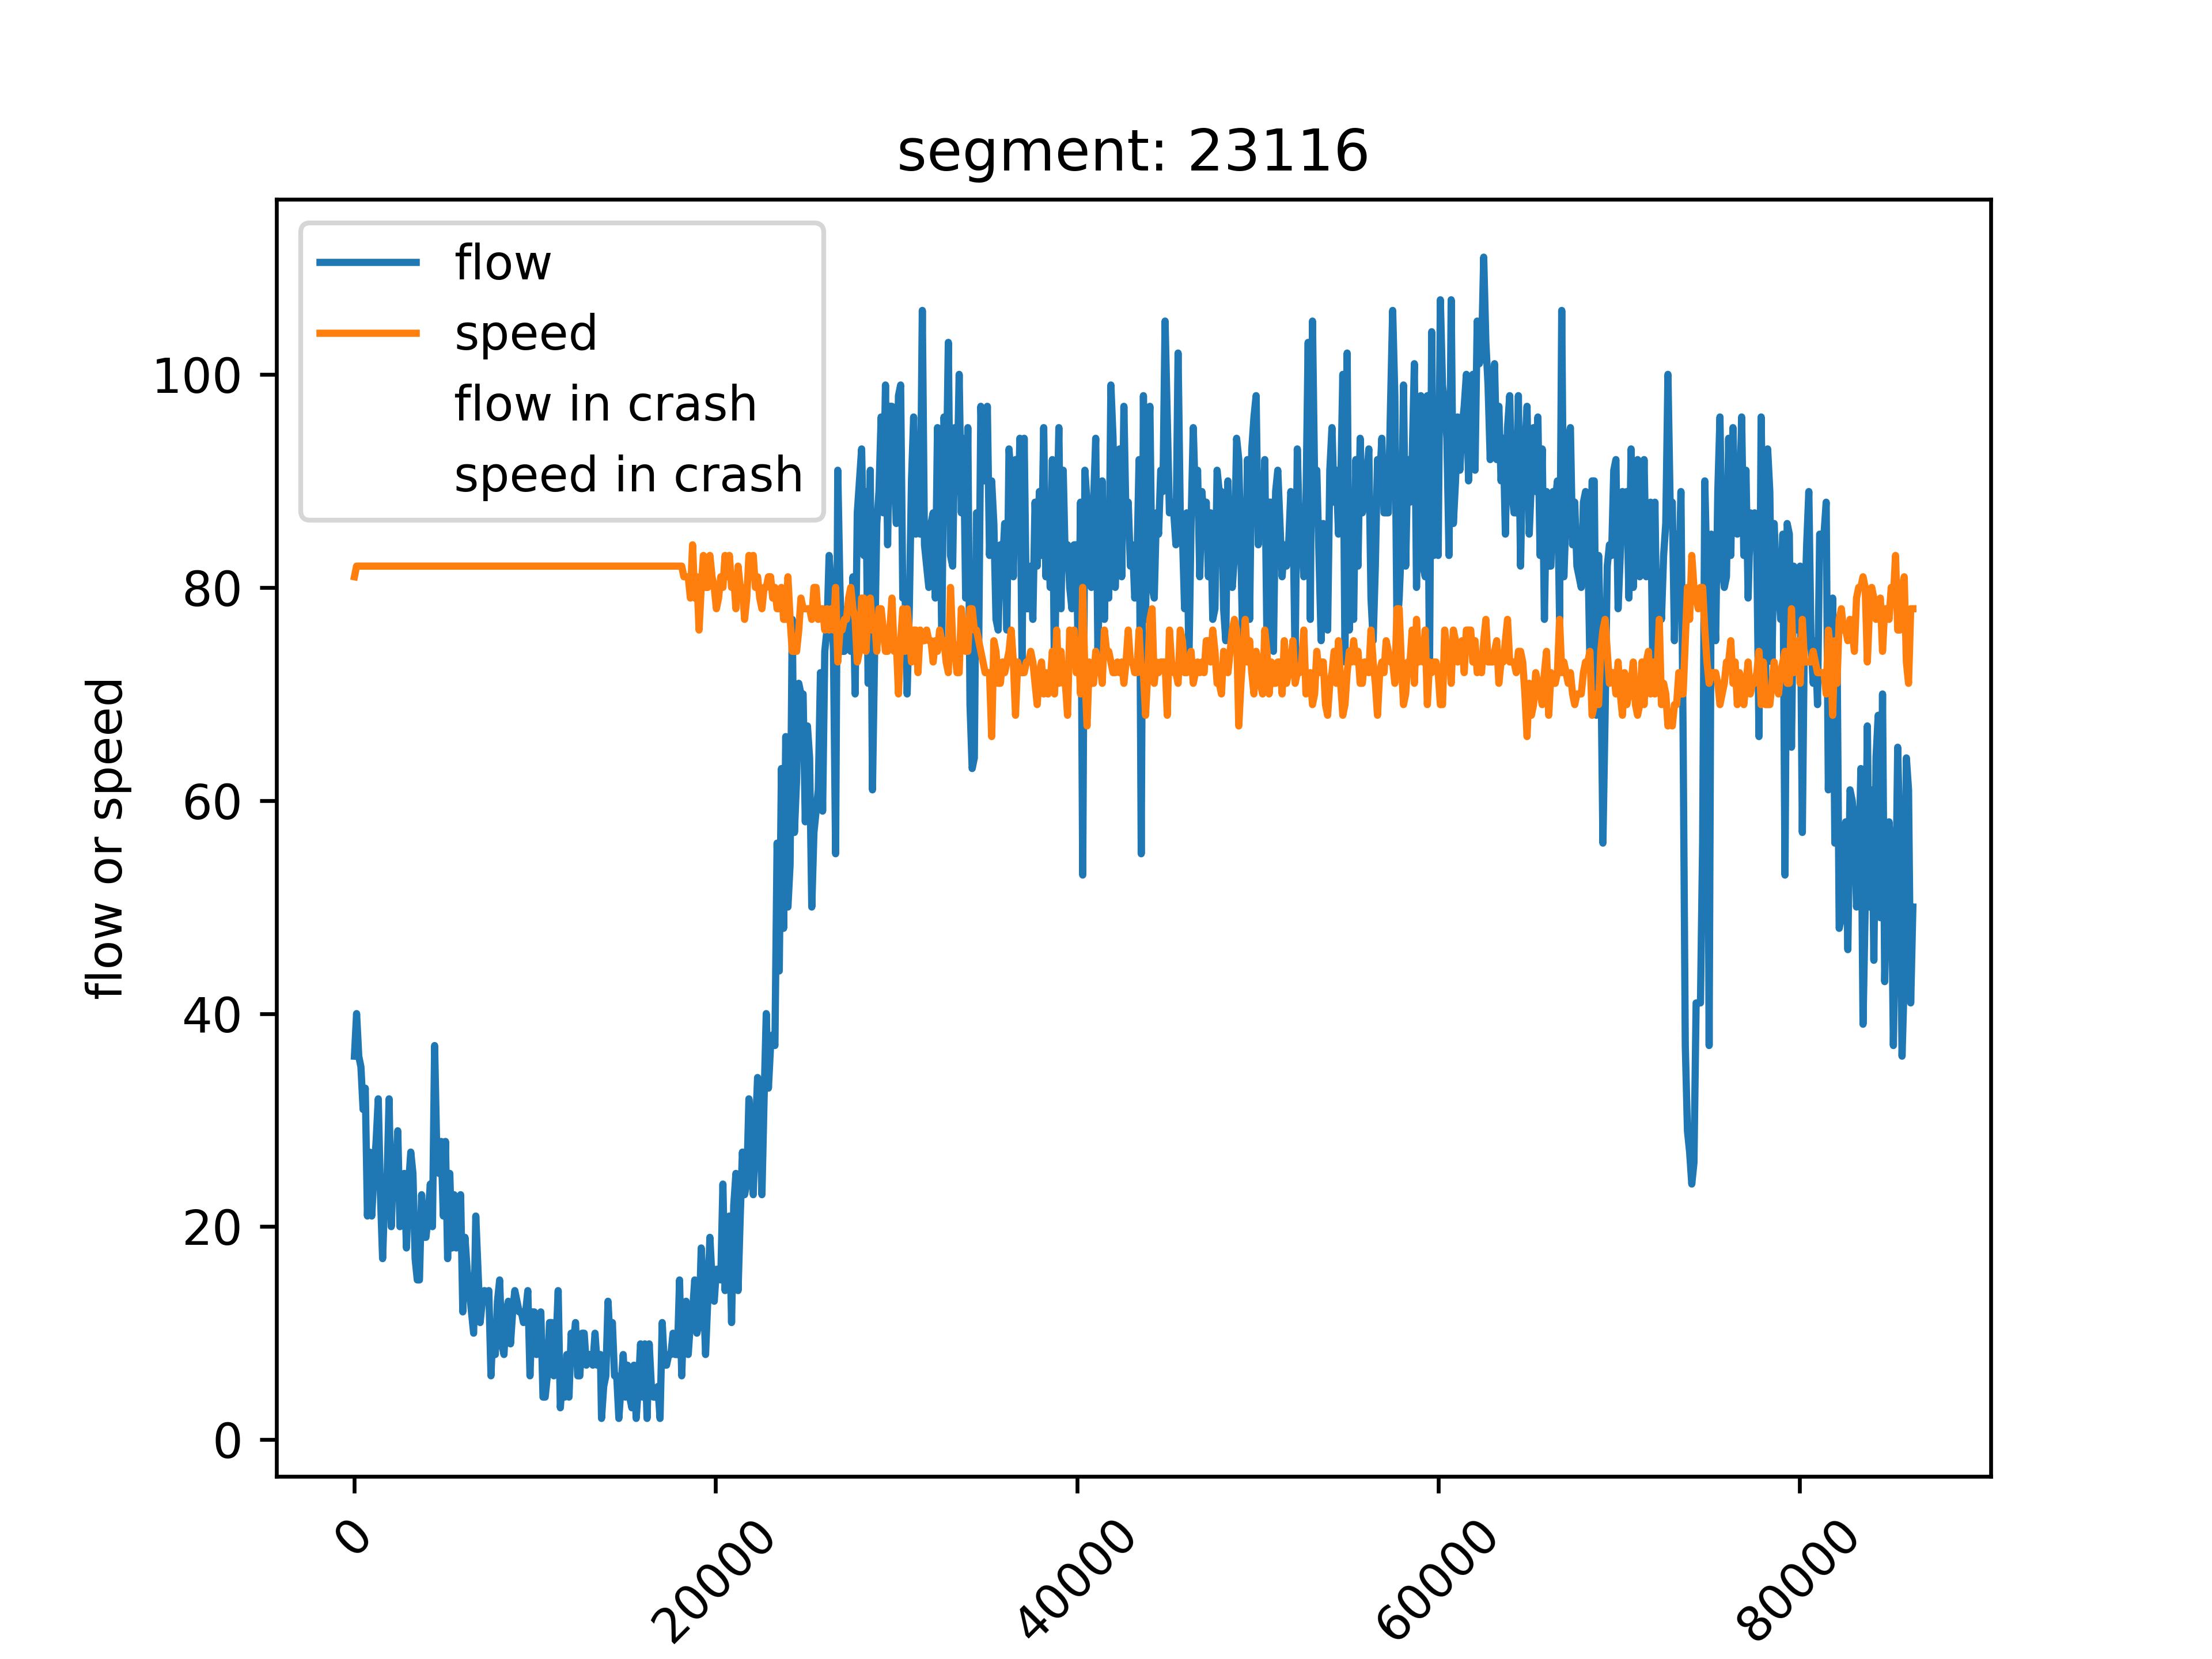 segment: 23116
flow
speed
flow in crash
speed in crash
flow or speed
100
80
60
40
20
0
0
20000
40000
60000
80000